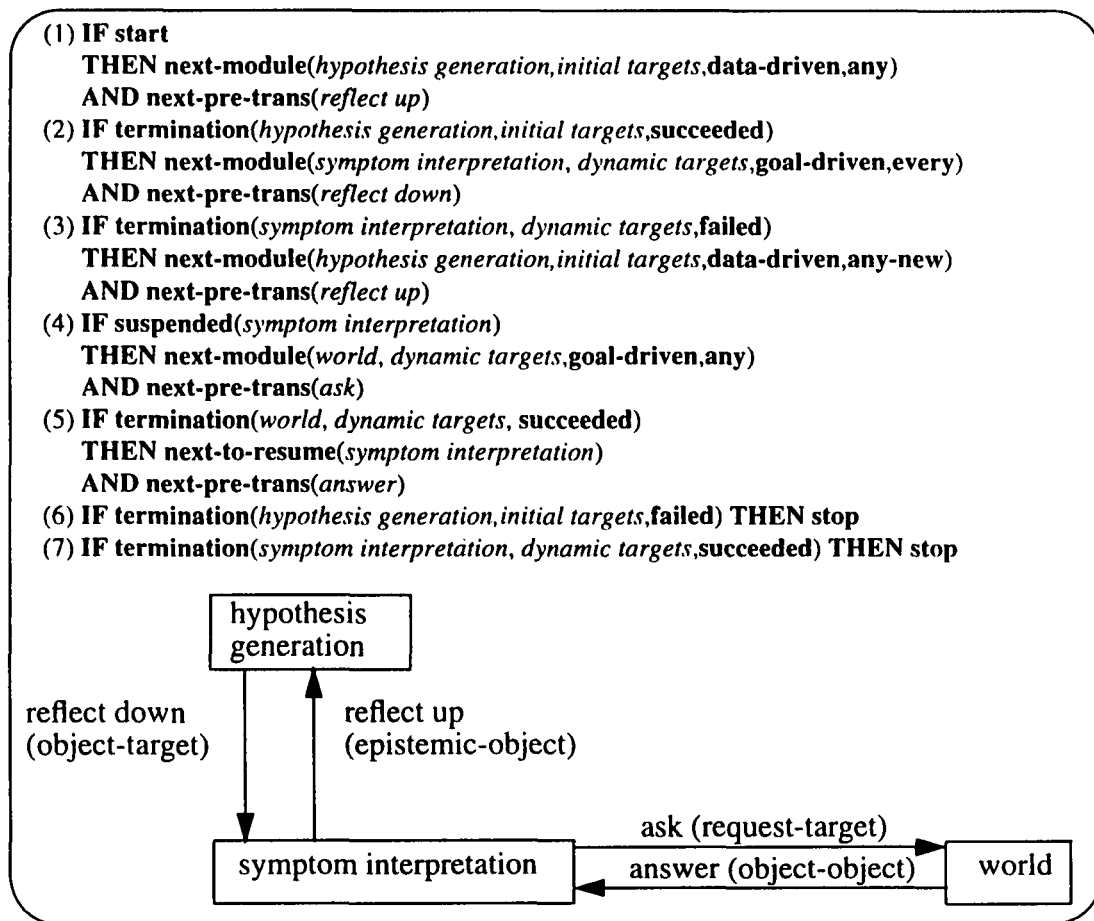 (1) IF start
THEN next-module(hypothesis generation,initial targets,data-driven,any)
AND next-pre-trans(reflect up)
(2) IF termination(hypothesis generation,initial targets,succeeded)
THEN next-module(symptom interpretation, dynamic targets,goal-driven,every)
AND next-pre-trans(reflect down)
(3) IF termination(symptom interpretation, dynamic targets,failed)
THEN next-module(hypothesis generation,initial targets,data-driven,any-new)
AND next-pre-trans(reflect up)
(4) IF suspended(symptom interpretation)
THEN next-module(world, dynamic targets,goal-driven,any)
AND next-pre-trans(ask)
(5) IF termination(world, dynamic targets, succeeded)
THEN next-to-resume(symptom interpretation)
AND next-pre-trans(answer)
(6) IF termination(hypothesis generation,initial targets,failed) THEN stop
(7) IF termination(symptom interpretation, dynamic targets,succeeded) THEN stop
hypothesis
generation
reflect down
(object-target)
reflect up
(epistemic-object)
symptom interpretation
ask (request-target)
answer (object-object)
world